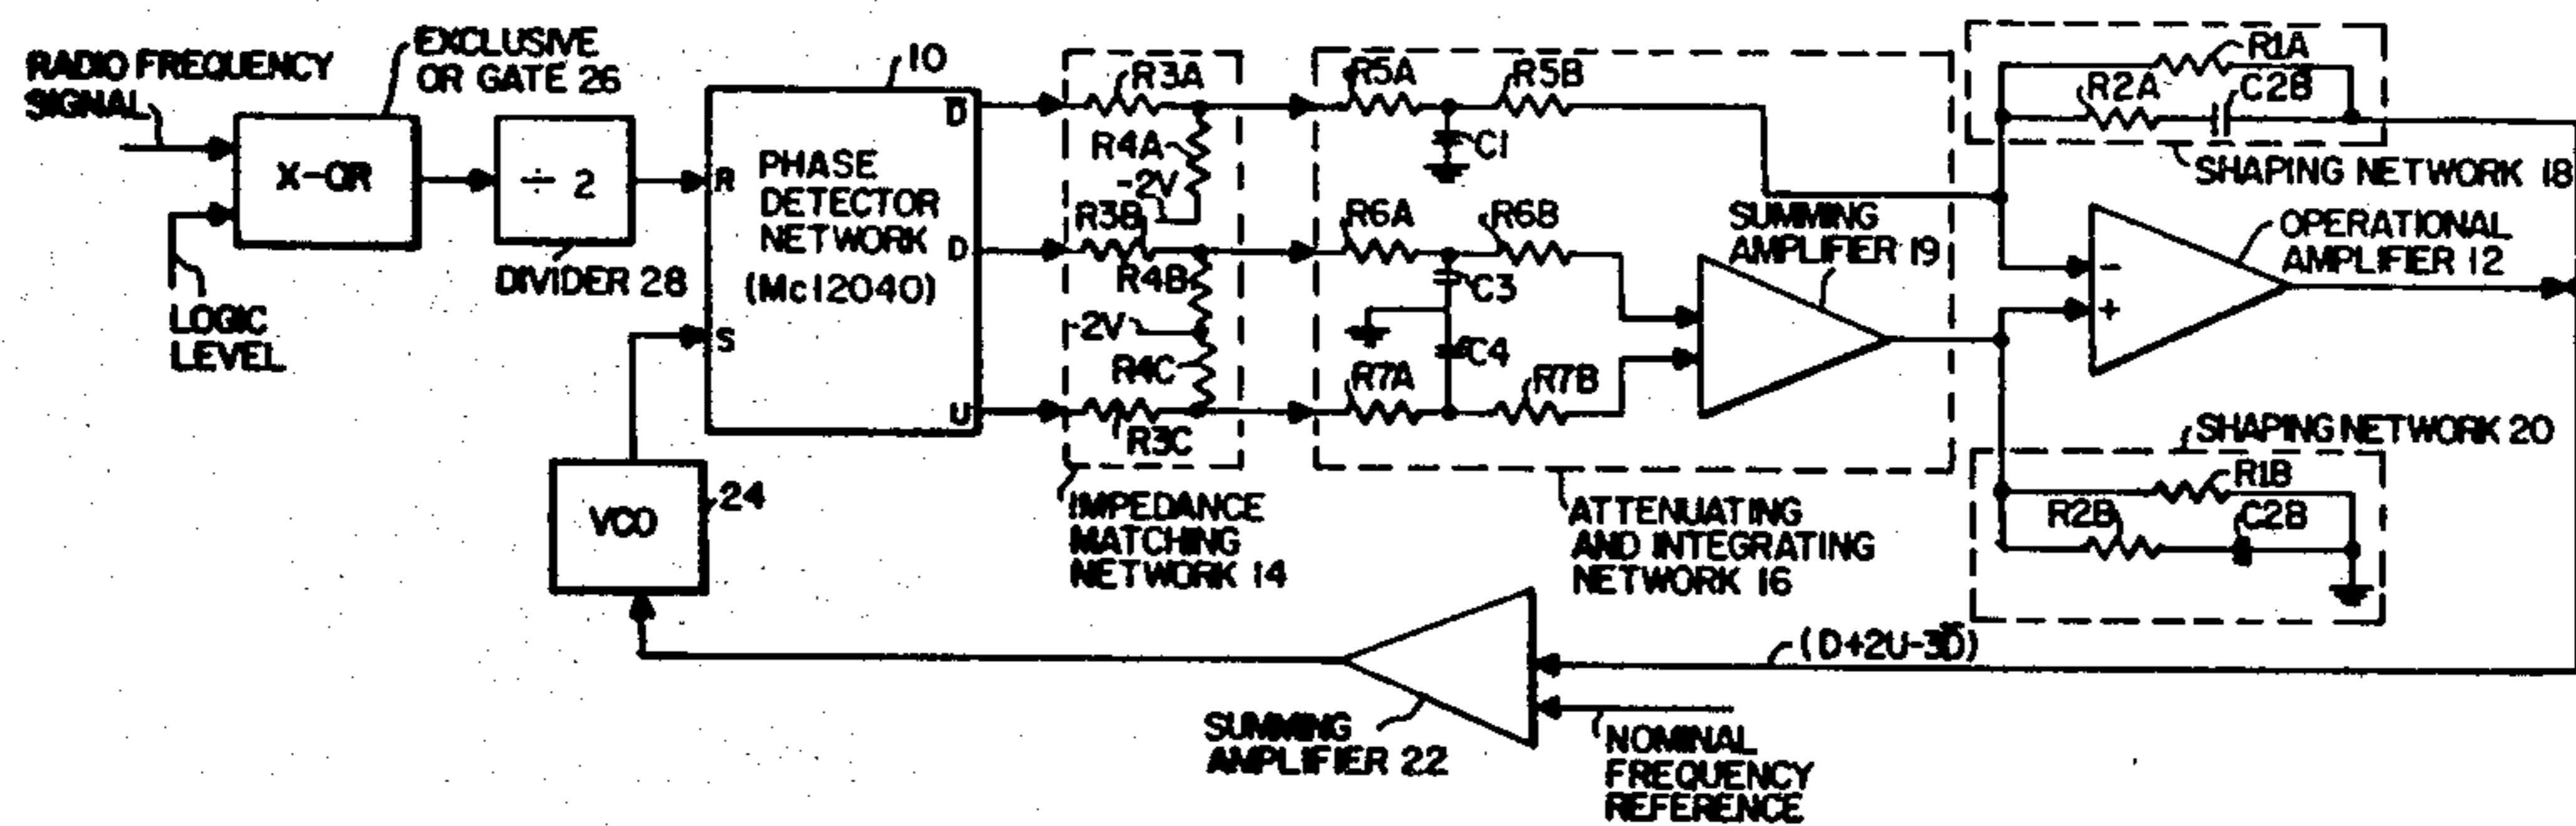 RADIO FREQUENCY
SIGNAL
EXCLUSIVE
OR GATE 26
X-OR
LOGIC
LEVEL
÷ 2
DIVIDER 28
10
PHASE
DETECTOR
NETWORK
(Mc12040)
R
S
D̅
D
U
VCO
24
R3A
R4A
-2V
R3B
R4B
-2V
R4C
R3C
IMPEDANCE
MATCHING
NETWORK 14
R5A
R5B
C1
R6A
R6B
C3
C4
R7A
R7B
SUMMING
AMPLIFIER 19
ATTENUATING
AND INTEGRATING
NETWORK 16
R1A
R2A
C2B
SHAPING NETWORK 18
OPERATIONAL
AMPLIFIER 12
-
+
SHAPING NETWORK 20
R1B
R2B
C2B
(D+2U-3D̅)
SUMMING
AMPLIFIER 22
NOMINAL
FREQUENCY
REFERENCE